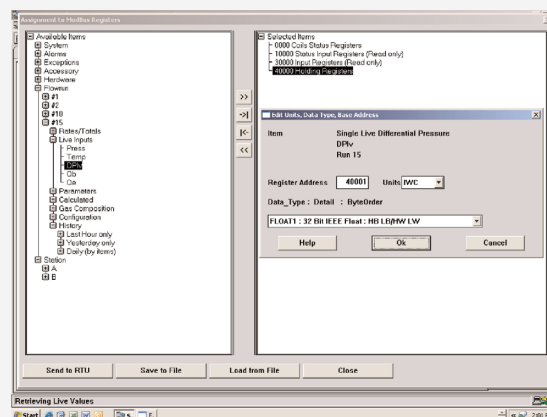 Assignment to Modbus Registers
Available Items
System
Alarms
Exceptions
Accessory
Hardware
Flowrun
#1
#2
#10
#15
Rates/Totals
Live Inputs
Press
Temp
DPlv
Qb
Qe
Parameters
Calculated
Gas Composition
Configuration
History
Last Hour only
Yesterday only
Daily (by items)
Station
A
B
>>
->|
|<-
<<
Selected Items
0000 Coils Status Registers
10000 Status Input Registers (Read only)
30000 Input Registers (Read only)
40000 Holding Registers
Edit Units, Data Type, Base Address
Item Single Live Differential Pressure
DPlv
Run 15
Register Address 40001 Units IWC
Data_Type : Detail : ByteOrder
FLOAT1 : 32 Bit IEEE Float : HB LB/HW LW
Help Ok Cancel
Send to RTU Save to File Load from File Close
Retrieving Live Values
Start